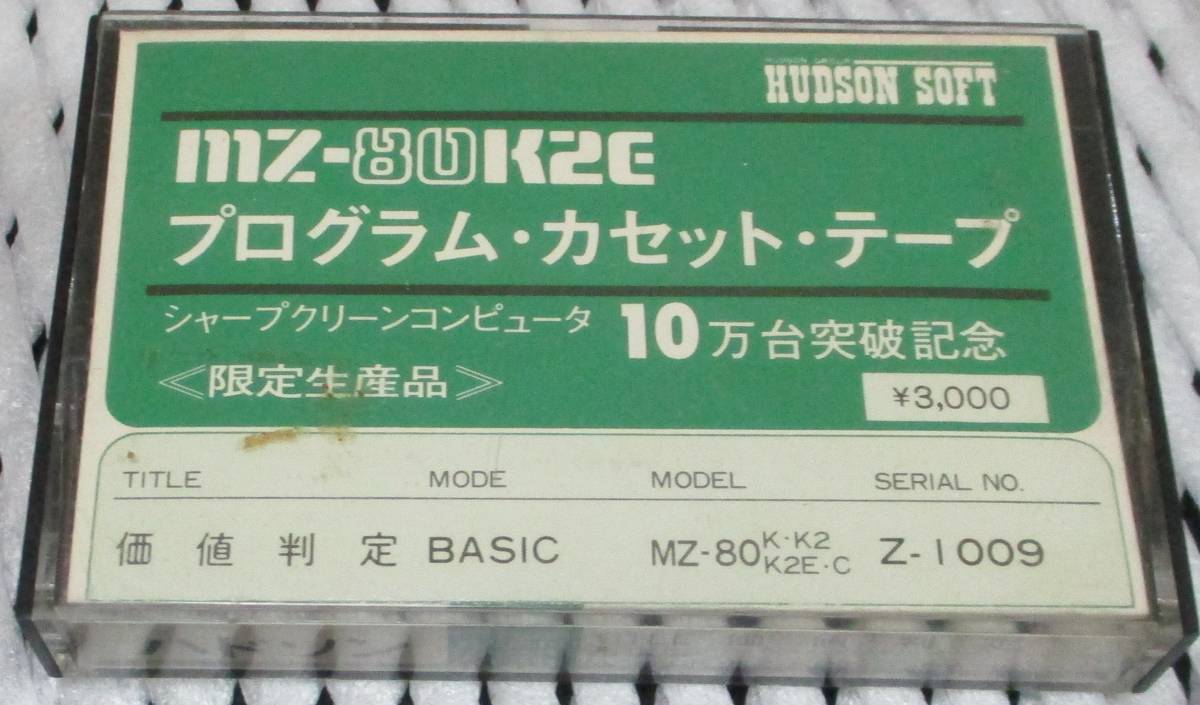 HUDSON SOFT
MZ-80K2E
プログラム・カセット・テープ
シャープクリーンコンピュータ 10万台突破記念
≪限定生産品≫
¥3,000
TITLE MODE MODEL SERIAL NO.
価値判定 BASIC MZ-80K・K2 K2E・C Z-1009